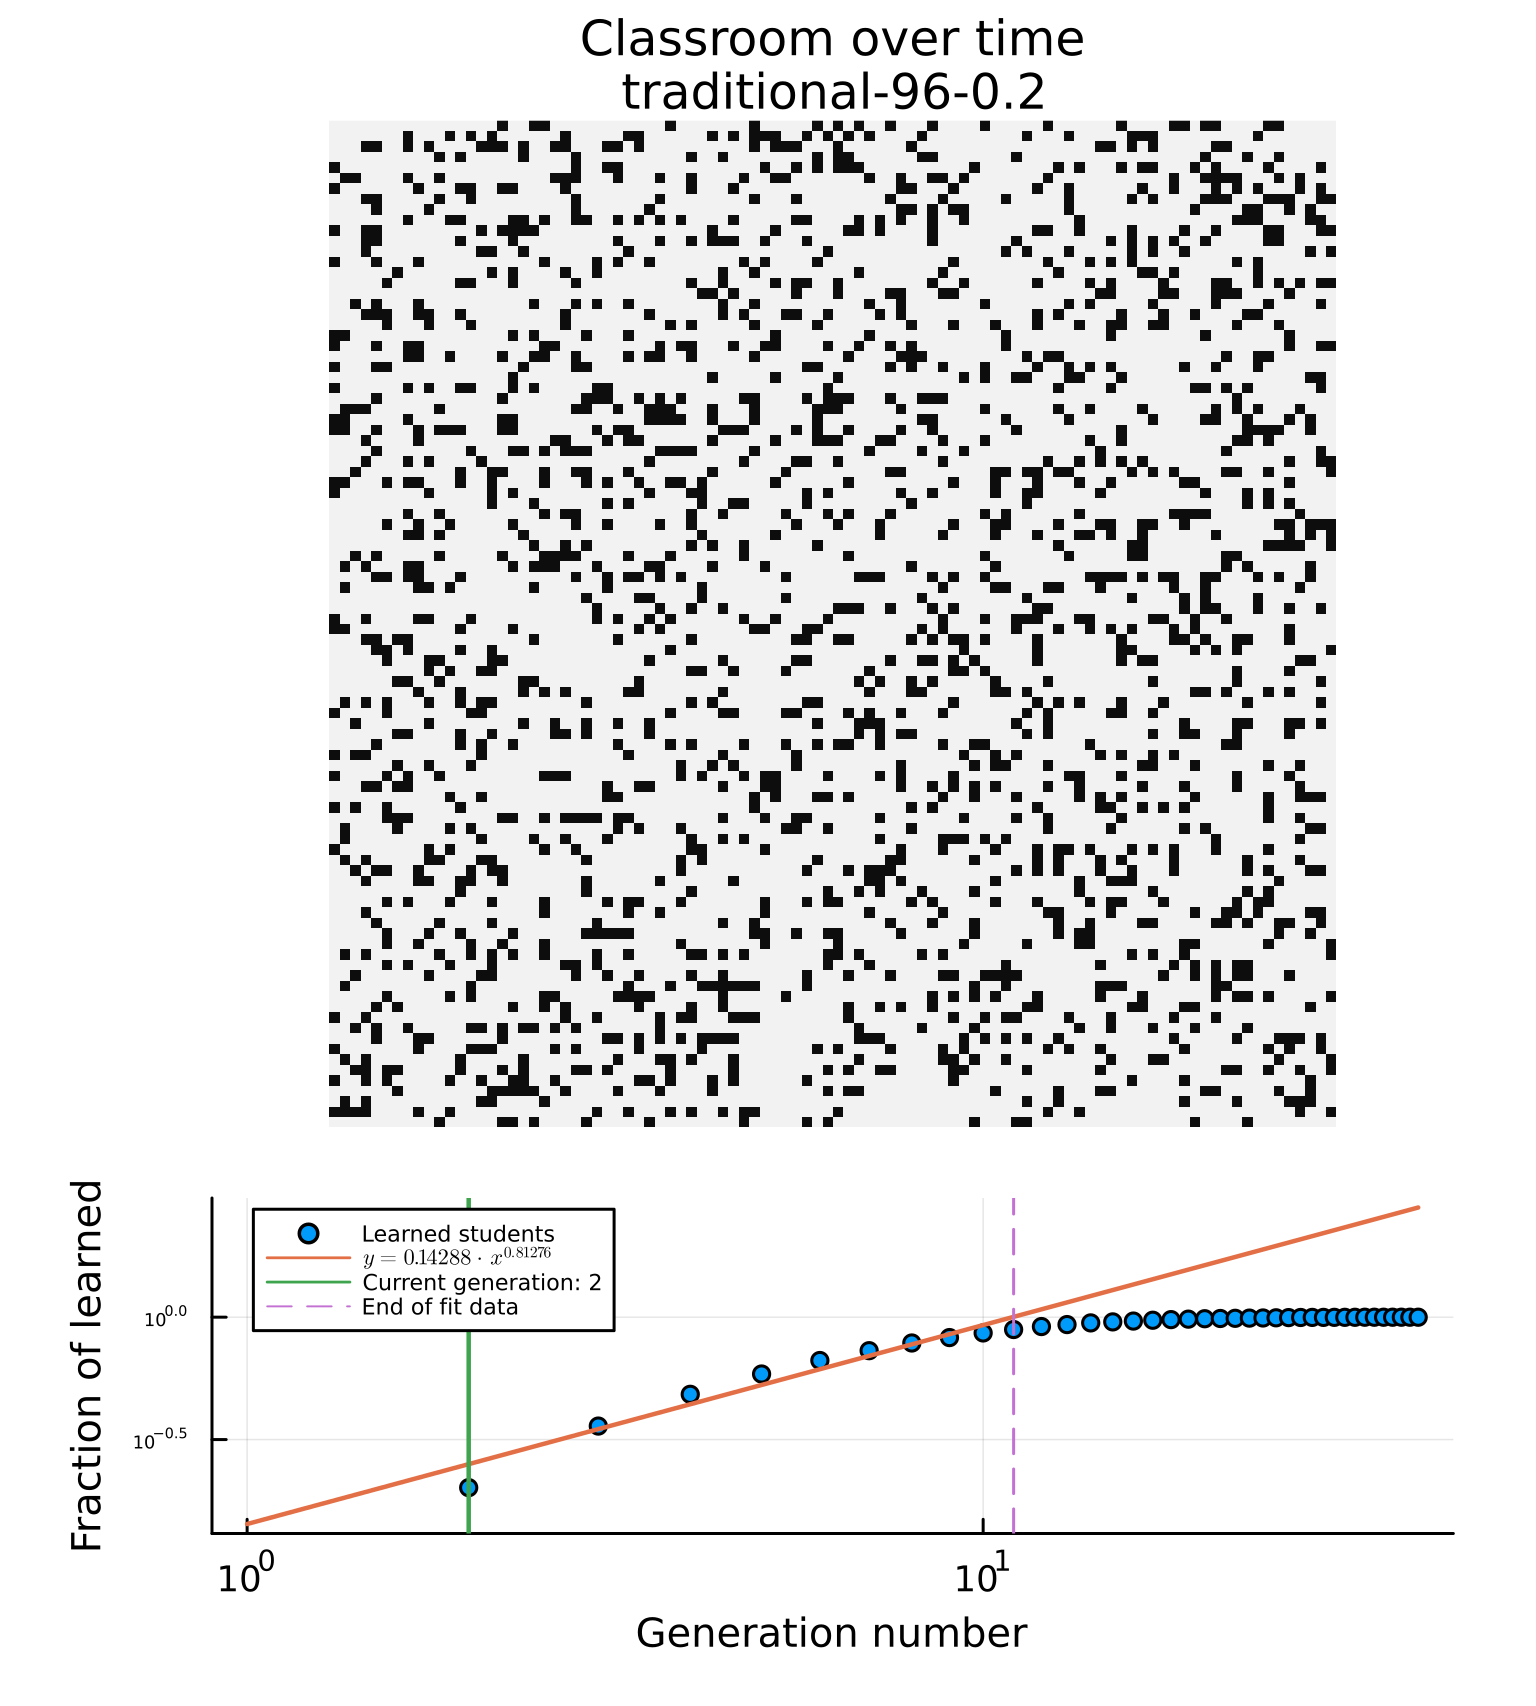 Classroom over time
traditional-96-0.2
Fraction of learned
Learned students
y = 0.14288 · x^0.81276
Current generation: 2
End of fit data
10^0.0
10^−0.5
10^0
10^1
Generation number